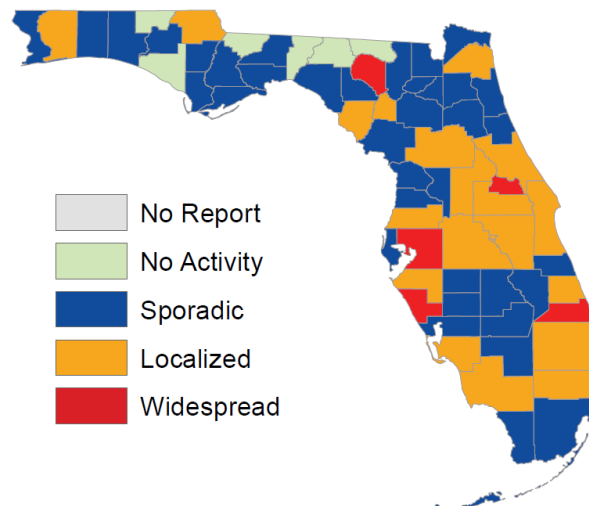 No Report
No Activity
Sporadic
Localized
Widespread